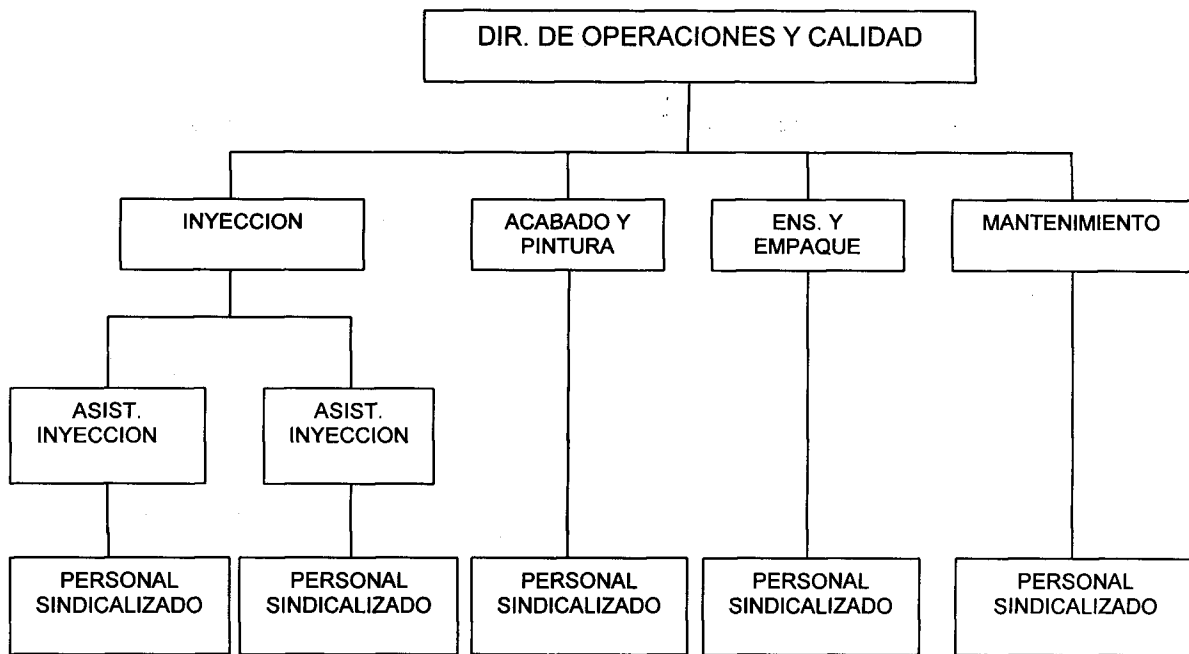 DIR. DE OPERACIONES Y CALIDAD
INYECCION
ACABADO Y
PINTURA
ENS. Y
EMPAQUE
MANTENIMIENTO
ASIST.
INYECCION
ASIST.
INYECCION
PERSONAL
SINDICALIZADO
PERSONAL
SINDICALIZADO
PERSONAL
SINDICALIZADO
PERSONAL
SINDICALIZADO
PERSONAL
SINDICALIZADO